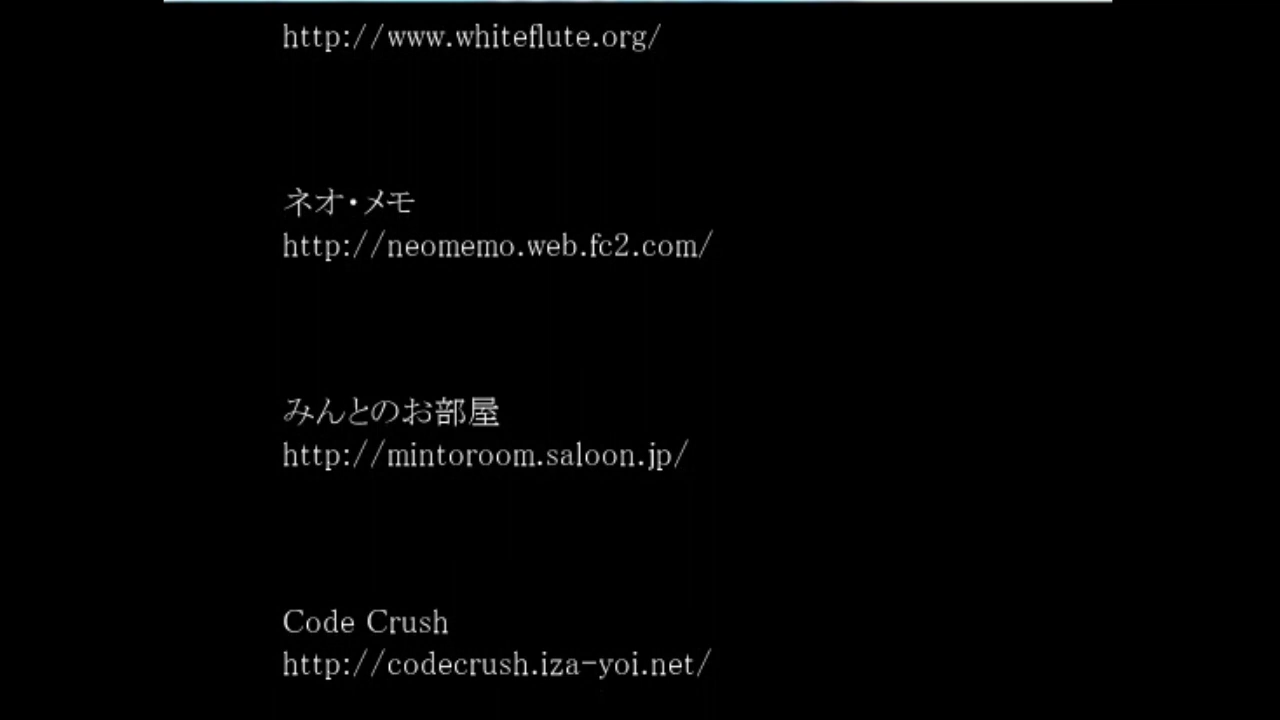 http://www.whiteflute.org/
ネオ・メモ
http://neomemo.web.fc2.com/
みんとのお部屋
http://mintoroom.saloon.jp/
Code Crush
http://codecrush.iza-yoi.net/